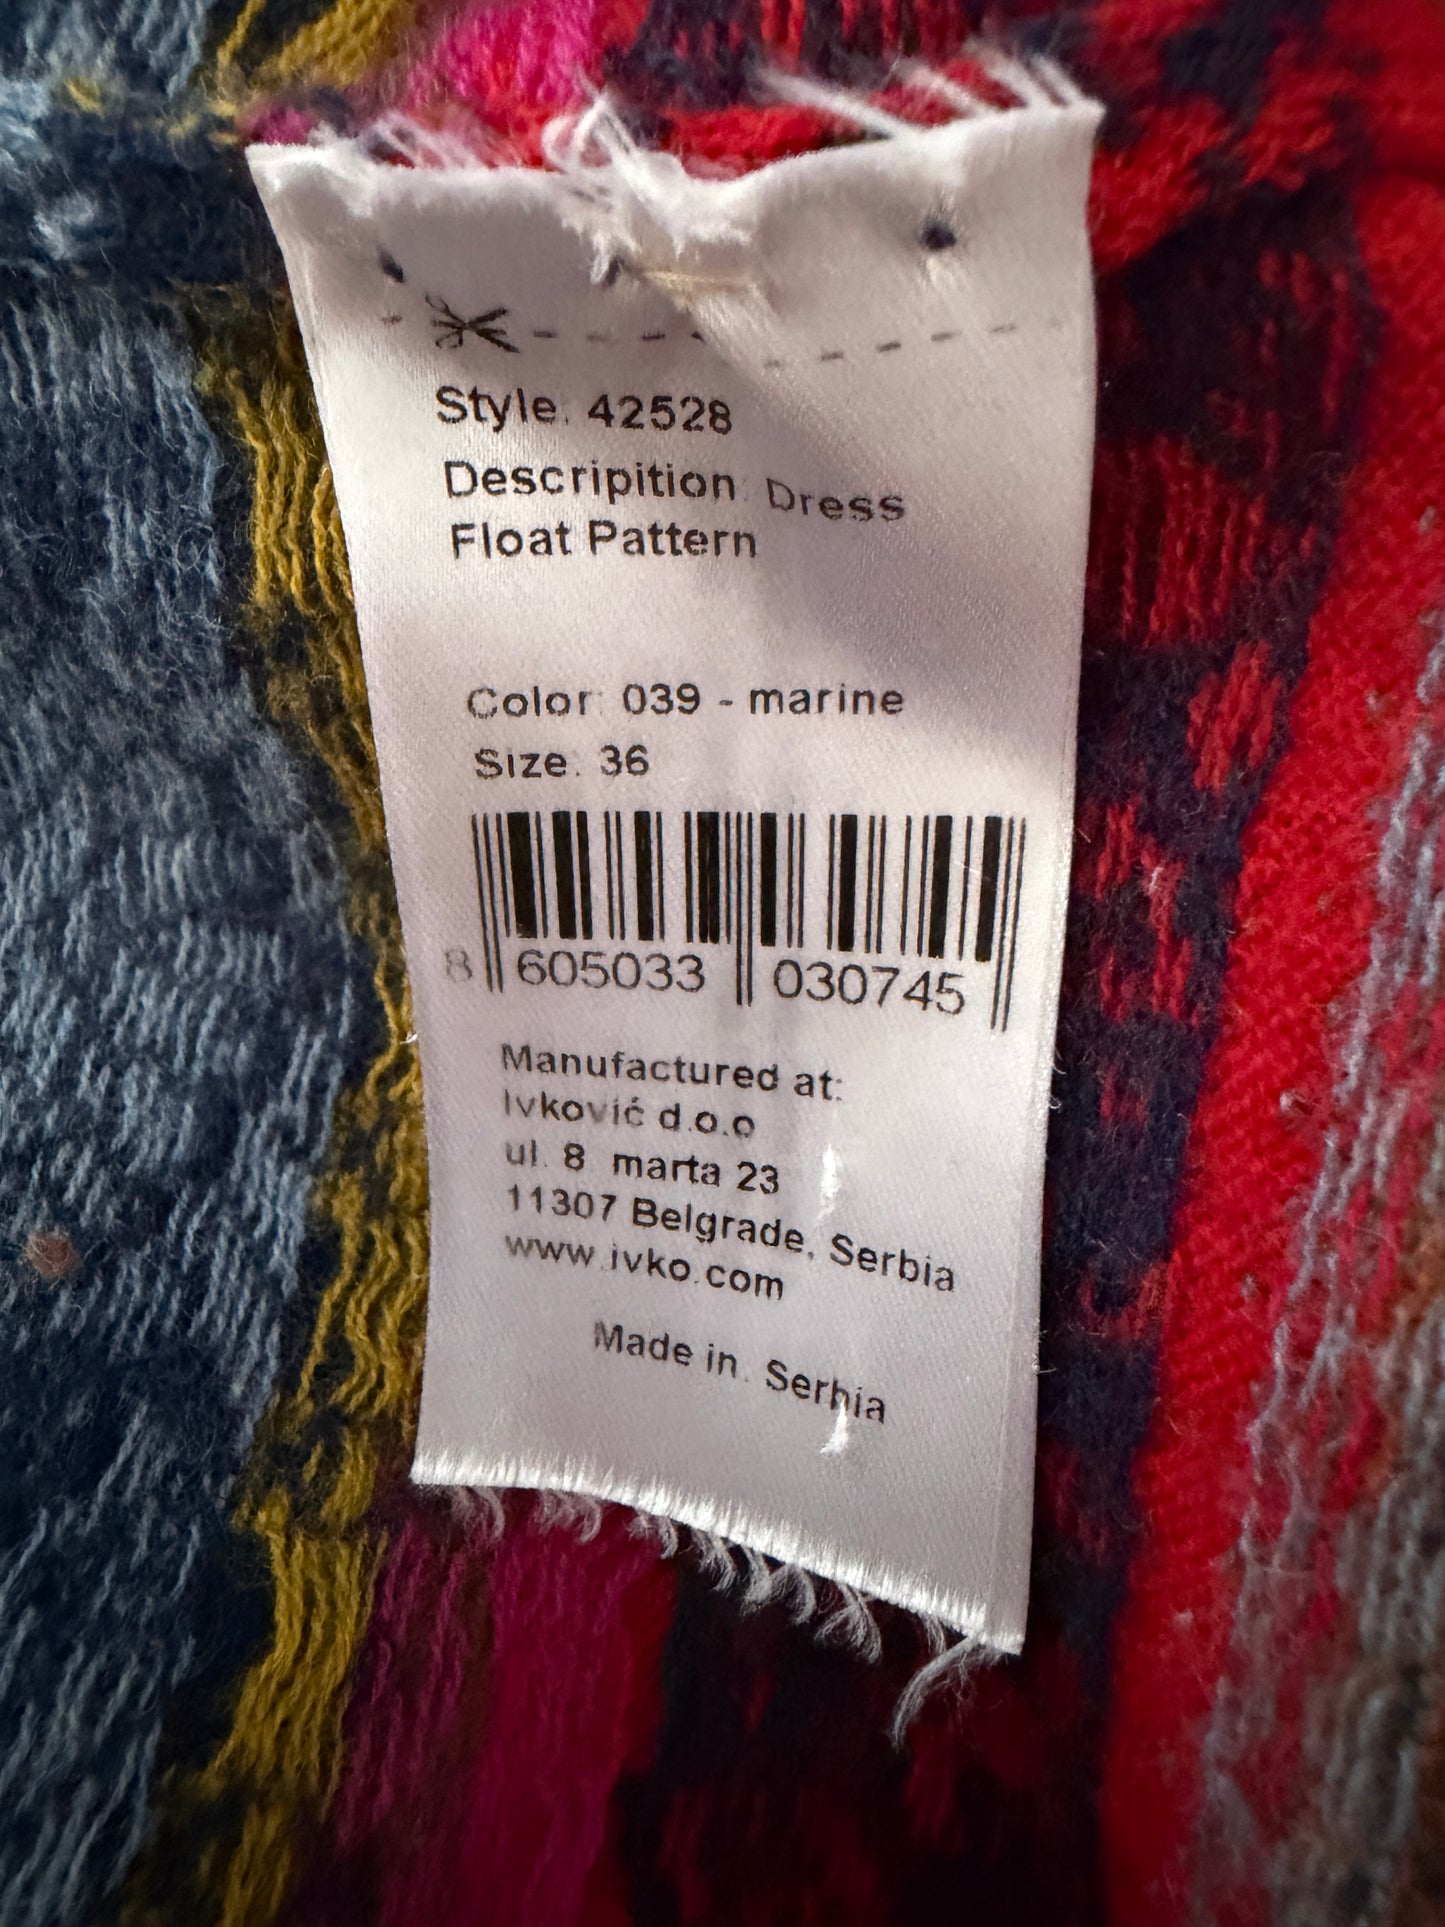 Style: 42528
Descripition: Dress
Float Pattern
Color: 039 - marine
Size: 36
8 605033 030745
Manufactured at:
Ivković d.o.o
ul. 8 marta 23
11307 Belgrade, Serbia
www.ivko.com
Made in: Serbia